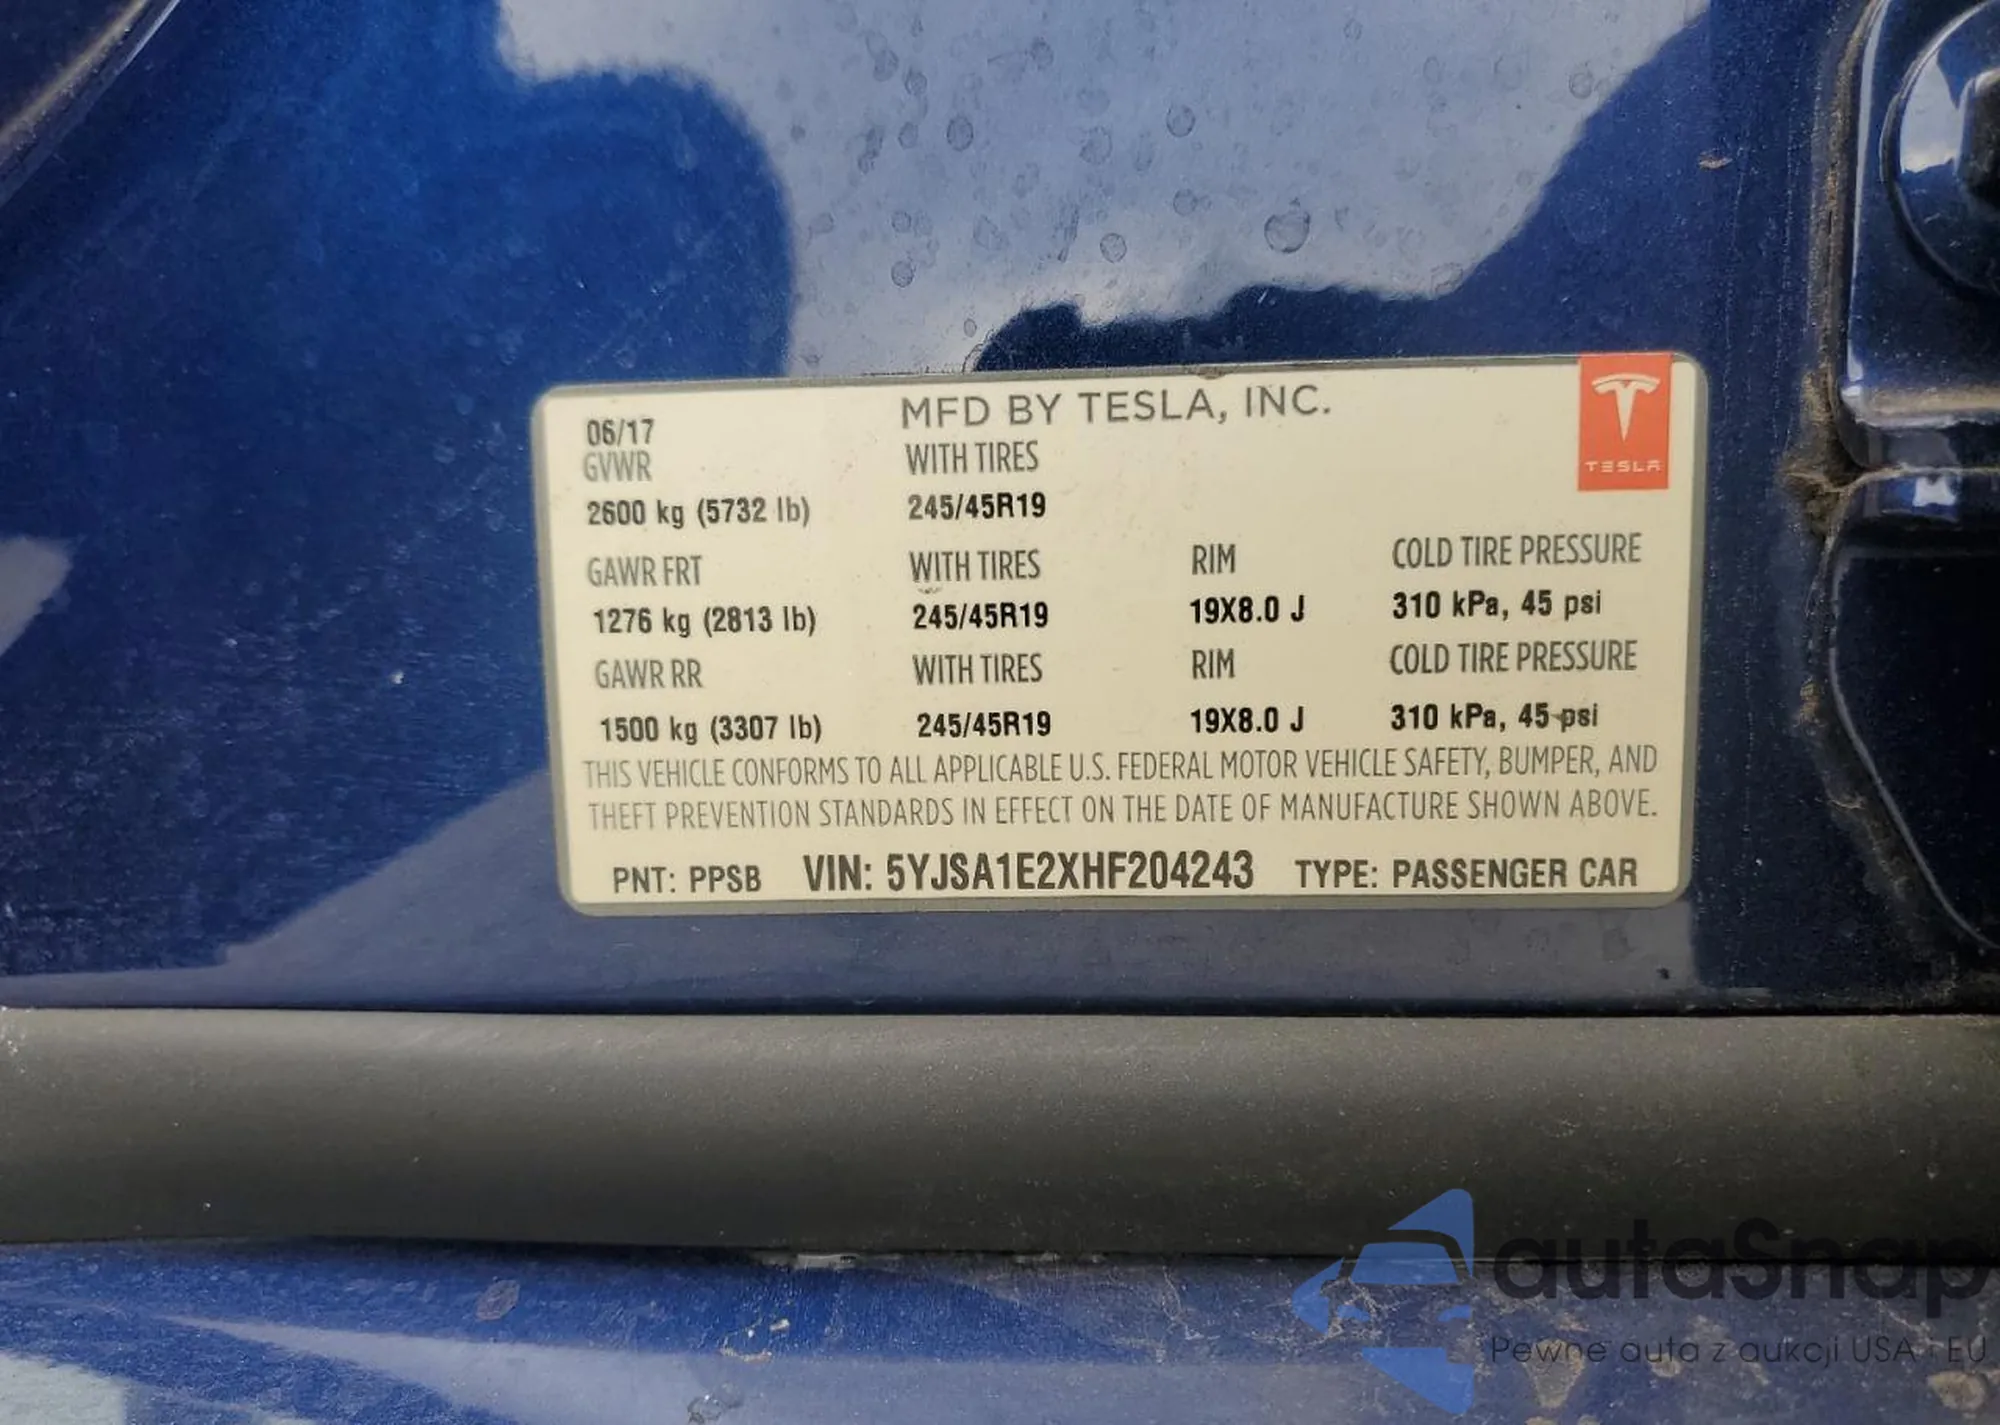 MFD BY TESLA, INC.
06/17
GVWR WITH TIRES
TESLA
2600 kg (5732 lb) 245/45R19
GAWR FRT WITH TIRES RIM COLD TIRE PRESSURE
1276 kg (2813 lb) 245/45R19 19X8.0 J 310 kPa, 45 psi
GAWR RR WITH TIRES RIM COLD TIRE PRESSURE
1500 kg (3307 lb) 245/45R19 19X8.0 J 310 kPa, 45 psi
THIS VEHICLE CONFORMS TO ALL APPLICABLE U.S. FEDERAL MOTOR VEHICLE SAFETY, BUMPER, AND
THEFT PREVENTION STANDARDS IN EFFECT ON THE DATE OF MANUFACTURE SHOWN ABOVE.
PNT: PPSB VIN: 5YJSA1E2XHF204243 TYPE: PASSENGER CAR
autaSnap
Pewne auta z aukcji USA i EU